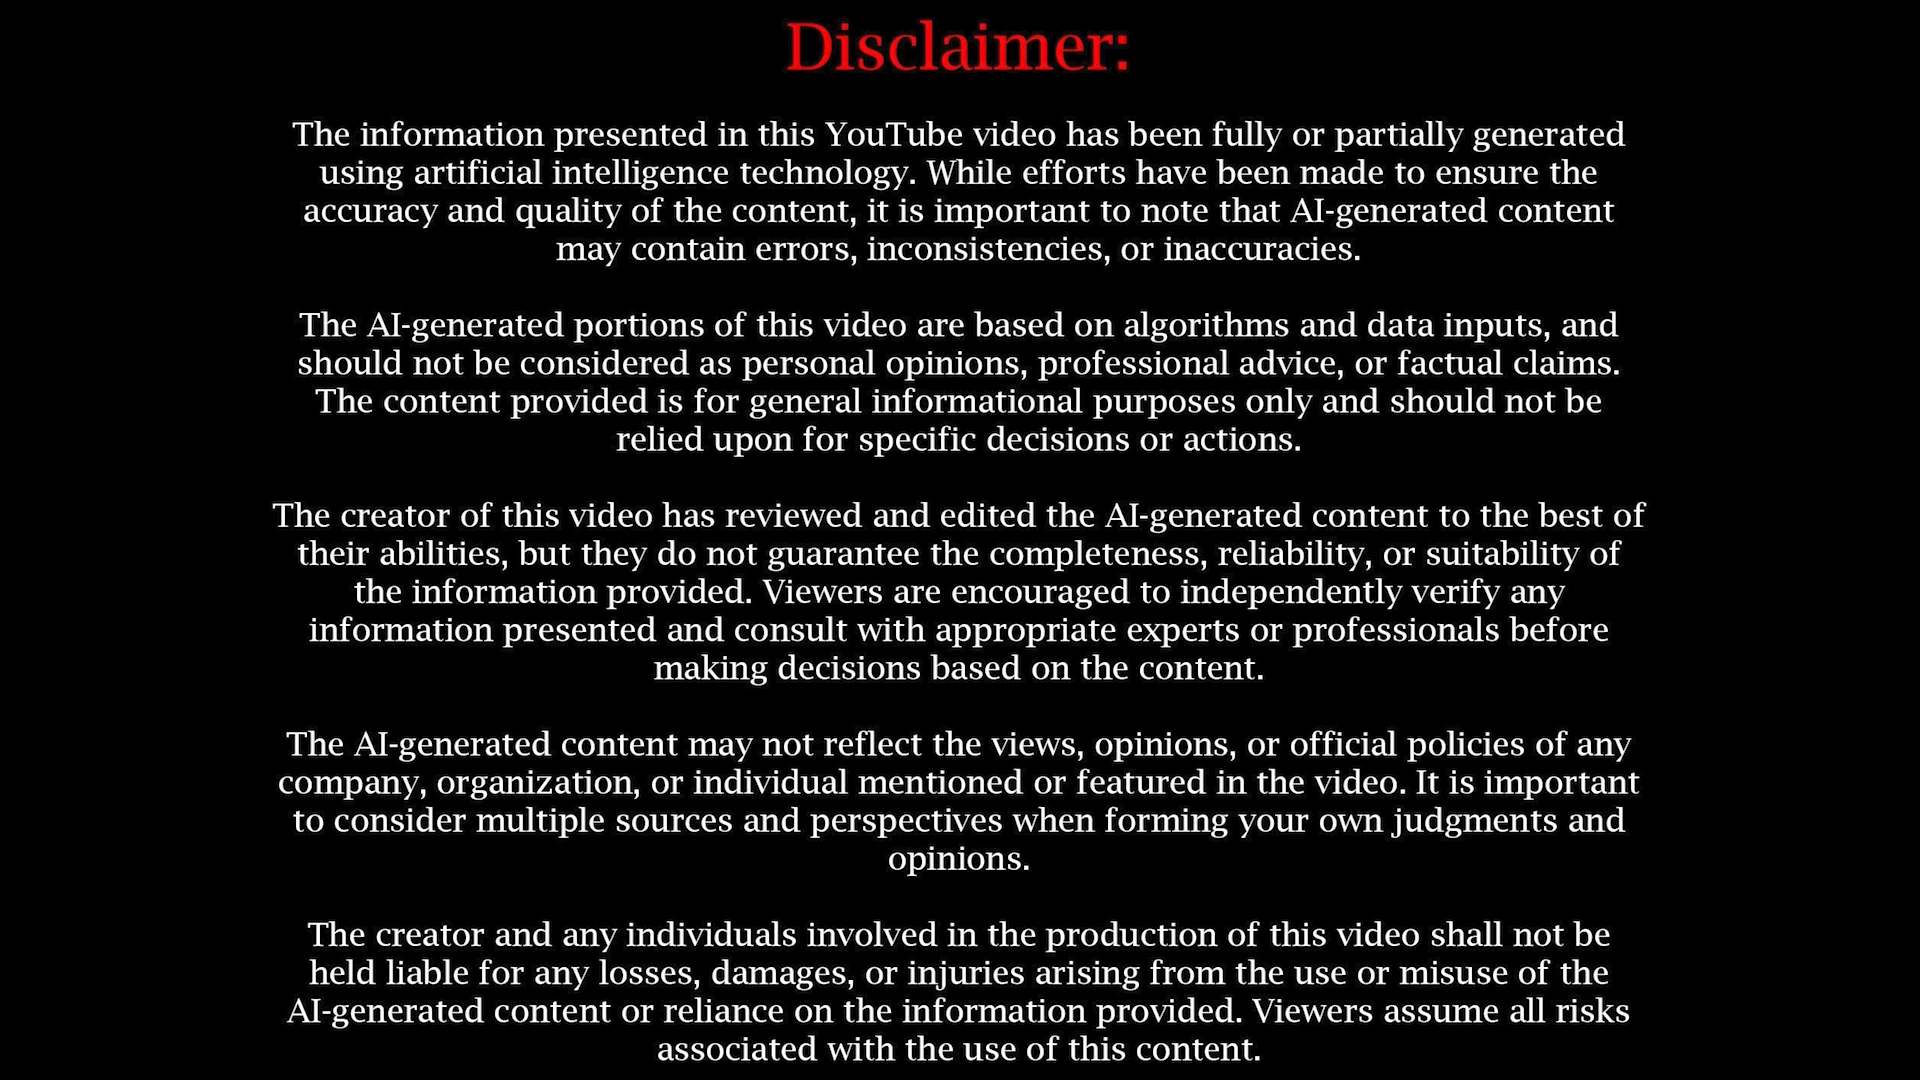 Disclaimer:
The information presented in this YouTube video has been fully or partially generated
using artificial intelligence technology. While efforts have been made to ensure the
accuracy and quality of the content, it is important to note that AI-generated content
may contain errors, inconsistencies, or inaccuracies.
The AI-generated portions of this video are based on algorithms and data inputs, and
should not be considered as personal opinions, professional advice, or factual claims.
The content provided is for general informational purposes only and should not be
relied upon for specific decisions or actions.
The creator of this video has reviewed and edited the AI-generated content to the best of
their abilities, but they do not guarantee the completeness, reliability, or suitability of
the information provided. Viewers are encouraged to independently verify any
information presented and consult with appropriate experts or professionals before
making decisions based on the content.
The AI-generated content may not reflect the views, opinions, or official policies of any
company, organization, or individual mentioned or featured in the video. It is important
to consider multiple sources and perspectives when forming your own judgments and
opinions.
The creator and any individuals involved in the production of this video shall not be
held liable for any losses, damages, or injuries arising from the use or misuse of the
AI-generated content or reliance on the information provided. Viewers assume all risks
associated with the use of this content.